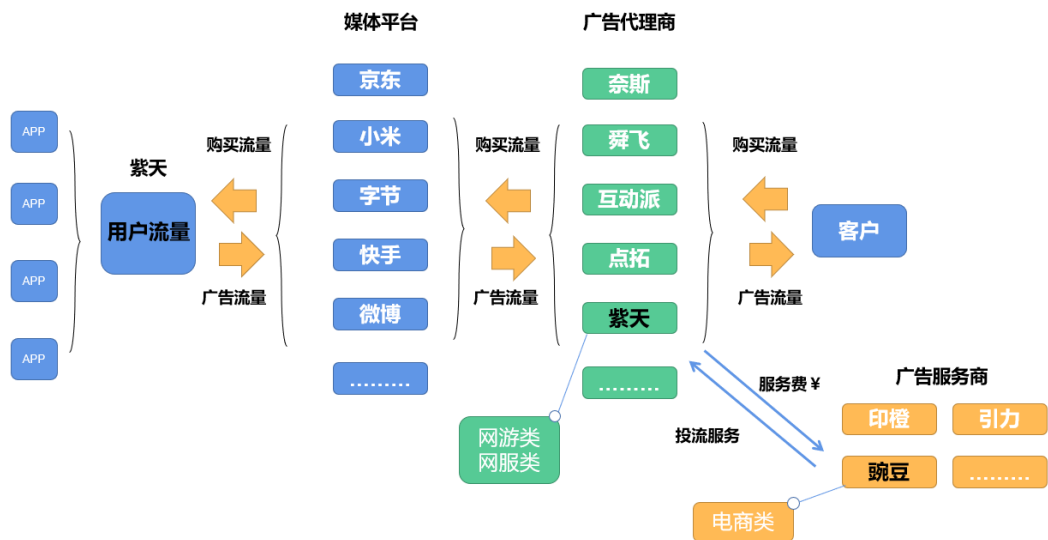 媒体平台
广告代理商
京东
奈斯
APP
小米
舜飞
购买流量
购买流量
购买流量
紫天
APP
字节
互动派
用户流量
客户
APP
快手
点拓
广告流量
广告流量
广告流量
微博
紫天
APP
………
………
服务费￥
广告服务商
投流服务
印橙
引力
网游类
网服类
豌豆
………
电商类